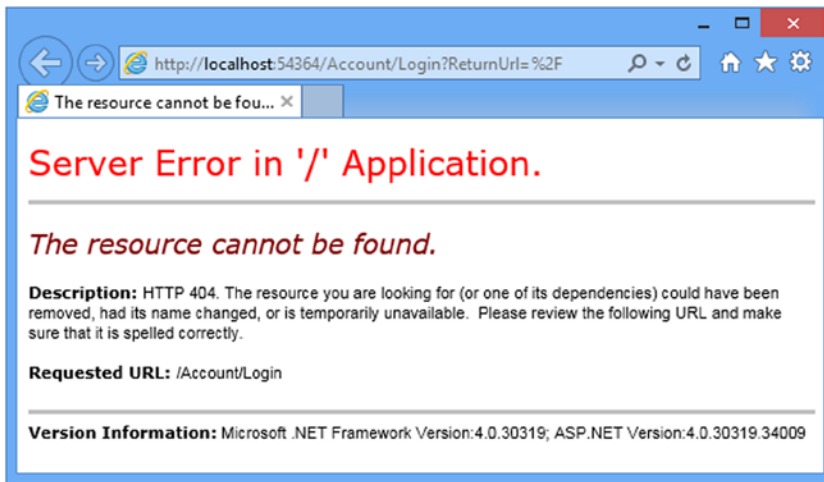 http://localhost:54364/Account/Login?ReturnUrl=%2F
The resource cannot be fou...
Server Error in '/' Application.
The resource cannot be found.
Description: HTTP 404. The resource you are looking for (or one of its dependencies) could have been
removed, had its name changed, or is temporarily unavailable. Please review the following URL and make
sure that it is spelled correctly.
Requested URL: /Account/Login
Version Information: Microsoft .NET Framework Version:4.0.30319; ASP.NET Version:4.0.30319.34009